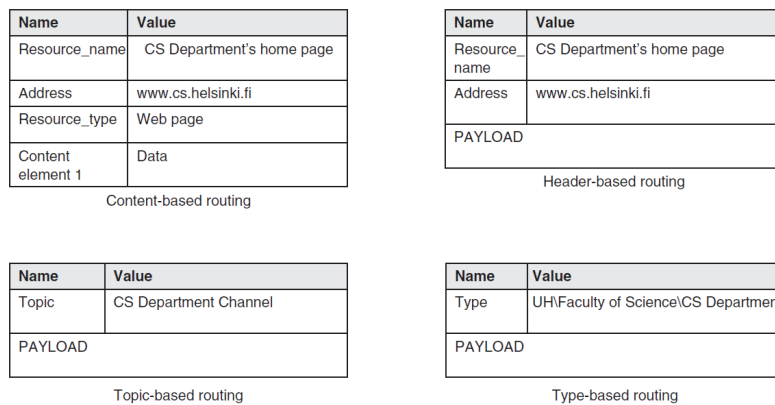 Name Value
Resource_name CS Department's home page
Address www.cs.helsinki.fi
Resource_type Web page
Content element 1 Data
Content-based routing
Name Value
Resource_
name CS Department's home page
Address www.cs.helsinki.fi
PAYLOAD
Header-based routing
Name Value
Topic CS Department Channel
PAYLOAD
Topic-based routing
Name Value
Type UH\Faculty of Science\CS Departmen
PAYLOAD
Type-based routing